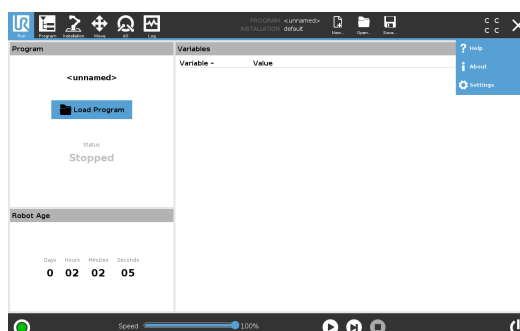 UR
Run
Program
Installation
Move
I/O
Log
PROGRAM <unnamed>
INSTALLATION default
New...
Open...
Save...
C C
C C
Program
Variables
Help
Variable
Value
<unnamed>
About
Settings
Load Program
Status
Stopped
Robot Age
Days Hours Minutes Seconds
0 02 02 05
Speed
100%